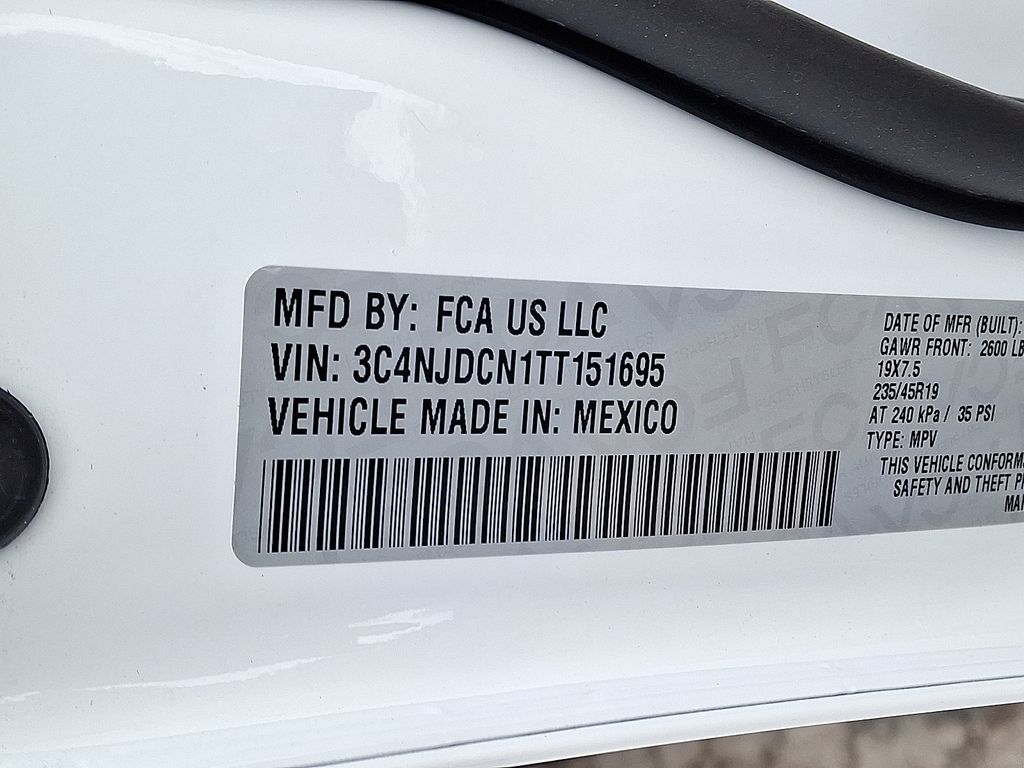 MFD BY: FCA US LLC
VIN: 3C4NJDCN1TT151695
VEHICLE MADE IN: MEXICO
DATE OF MFR (BUILT):
GAWR FRONT: 2600 LB
19X7.5
235/45R19
AT 240 kPa / 35 PSI
TYPE: MPV
THIS VEHICLE CONFORM
SAFETY AND THEFT